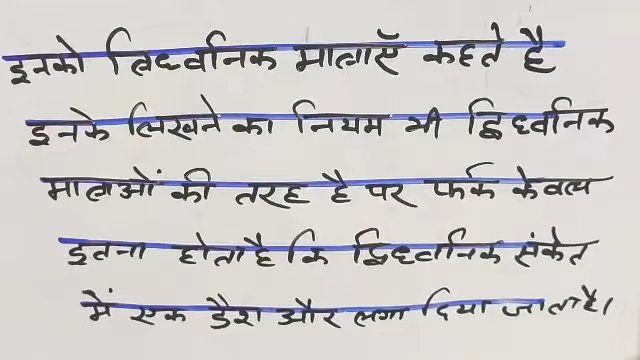 इनको त्रिध्वनिक मात्राएँ कहते है
इनके लिखने का नियम भी द्विध्वनिक
मात्राओं की तरह है पर फर्क केवल
इतना होता है कि द्विध्वनिक संकेत
में एक डैश और लगा दिया जाता है।